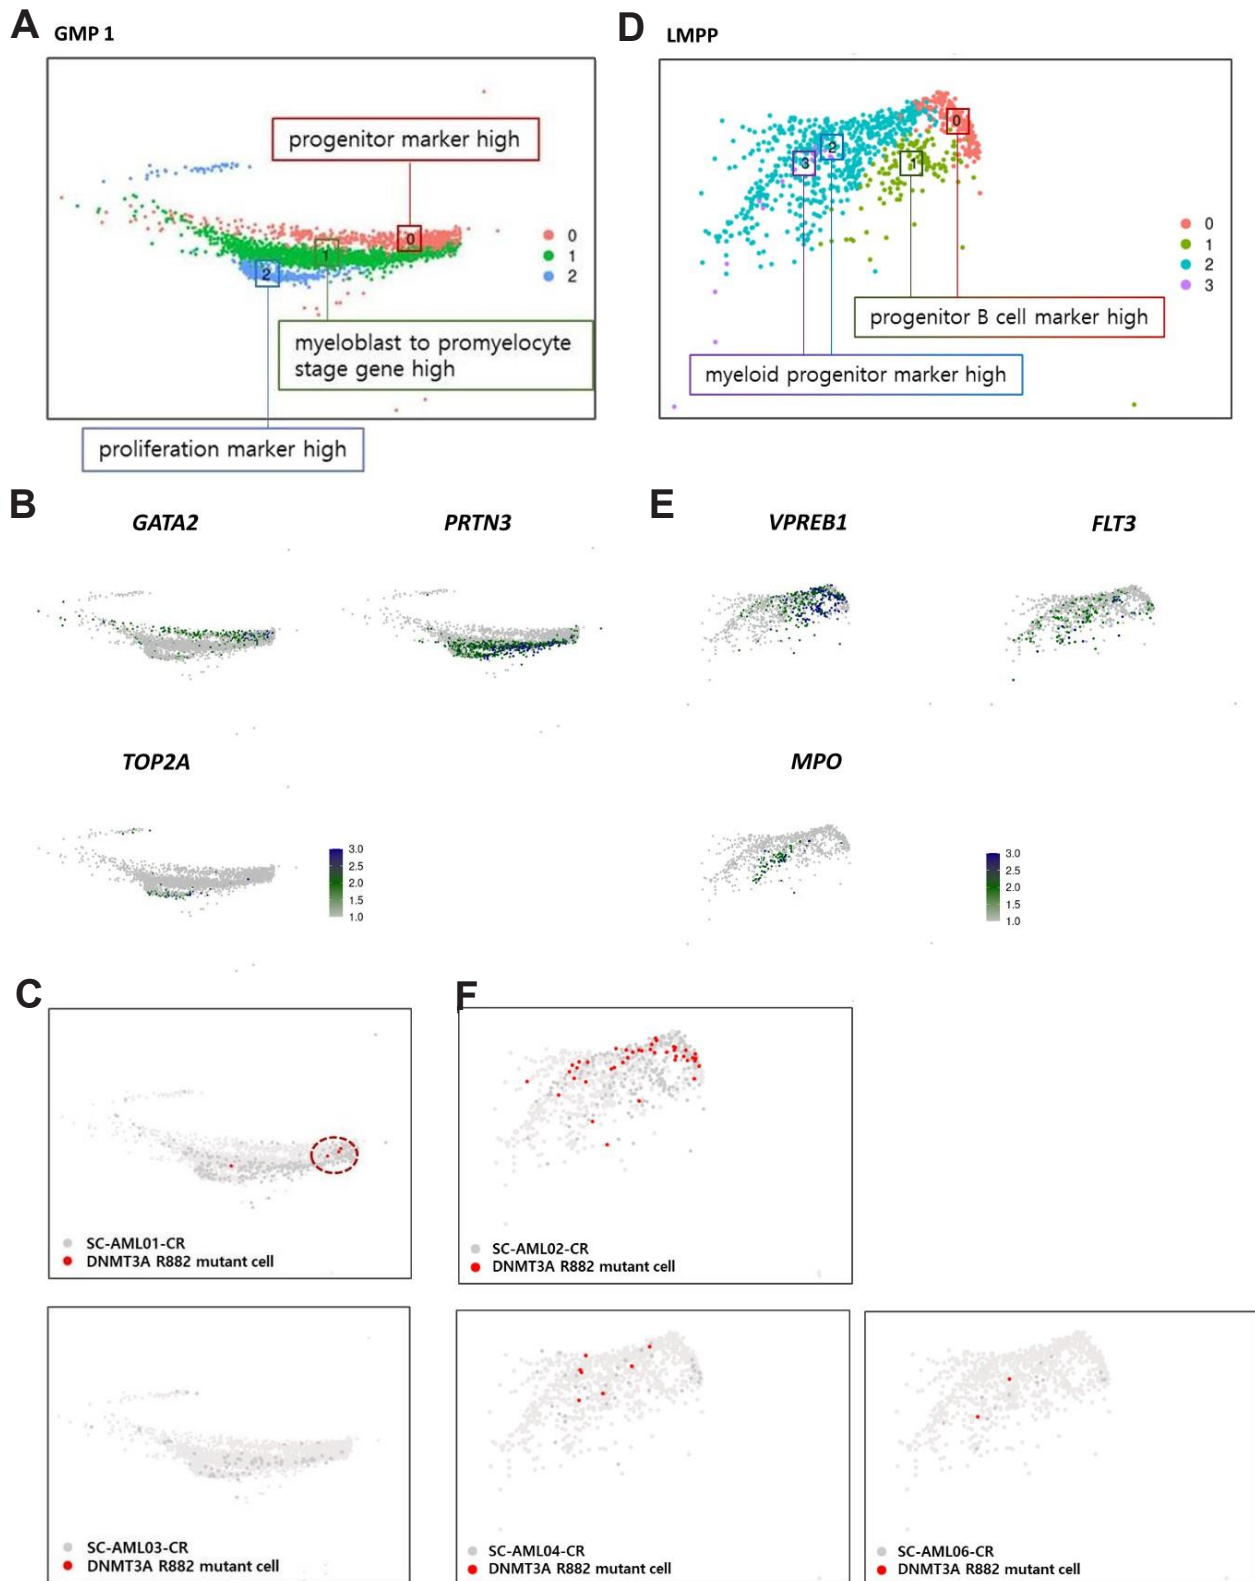 A
GMP 1
progenitor marker high
0
1
2
0
1
2
myeloblast to promyelocyte
stage gene high
proliferation marker high
D
LMPP
0
1
2
3
0
1
2
3
progenitor B cell marker high
myeloid progenitor marker high
B
GATA2
PRTN3
TOP2A
3.0
2.5
2.0
1.5
1.0
E
VPREB1
FLT3
MPO
3.0
2.5
2.0
1.5
1.0
C
SC-AML01-CR
DNMT3A R882 mutant cell
SC-AML03-CR
DNMT3A R882 mutant cell
F
SC-AML02-CR
DNMT3A R882 mutant cell
SC-AML04-CR
DNMT3A R882 mutant cell
SC-AML06-CR
DNMT3A R882 mutant cell